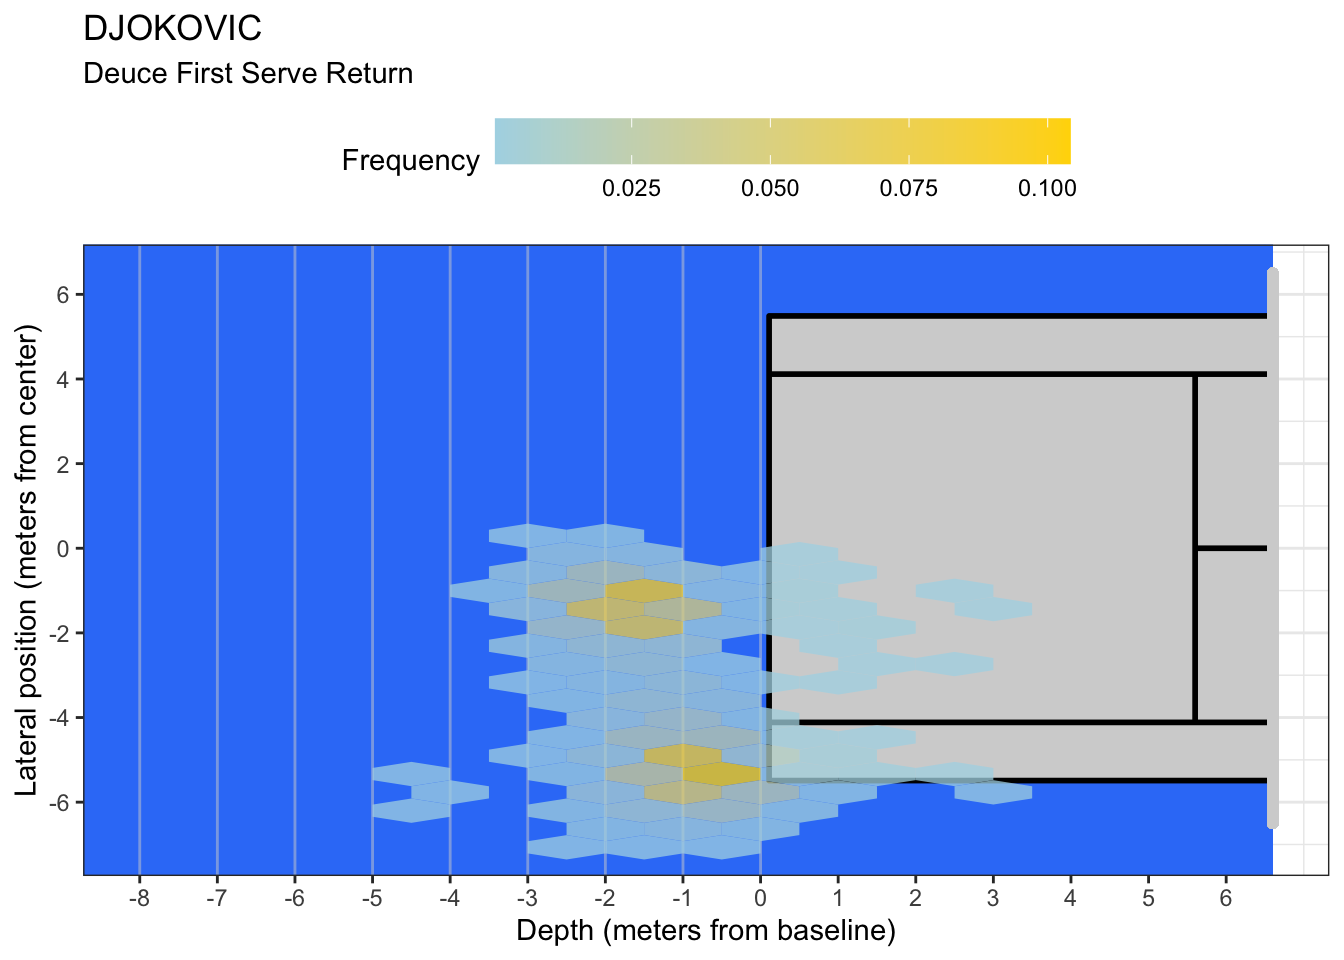 DJOKOVIC
Deuce First Serve Return
Frequency
0.025 0.050 0.075 0.100
Lateral position (meters from center)
6
4
2
0
-2
-4
-6
-8 -7 -6 -5 -4 -3 -2 -1 0 1 2 3 4 5 6
Depth (meters from baseline)